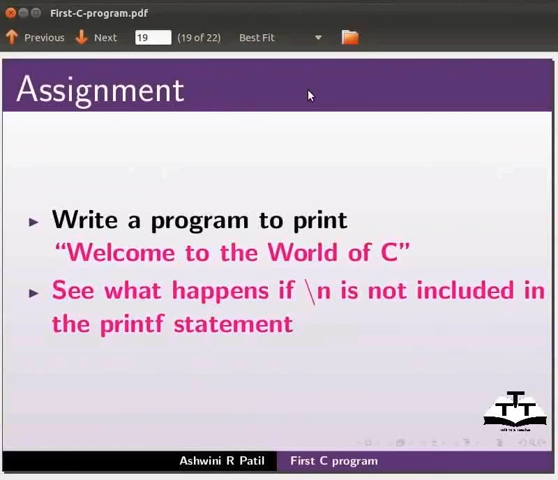 First-C-program.pdf
Previous Next 19 (19 of 22) Best Fit
Assignment
Write a program to print
“Welcome to the World of C”
See what happens if \n is not included in
the printf statement
TTT
Ashwini R Patil First C program